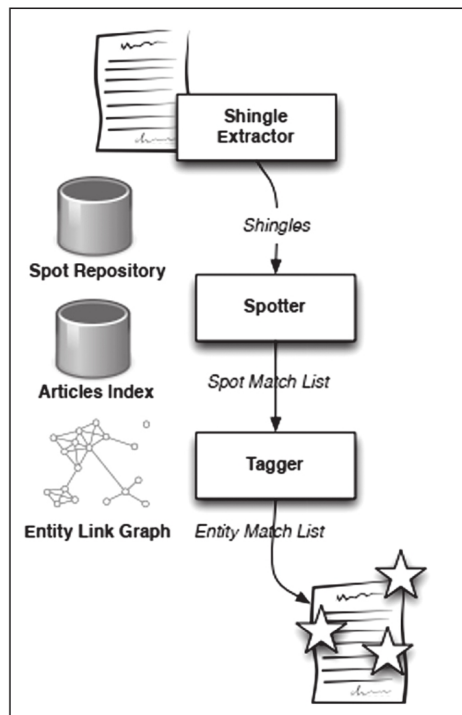 Shingle
Extractor
Shingles
Spot Repository
Spotter
Articles Index
Spot Match List
Tagger
Entity Link Graph
Entity Match List